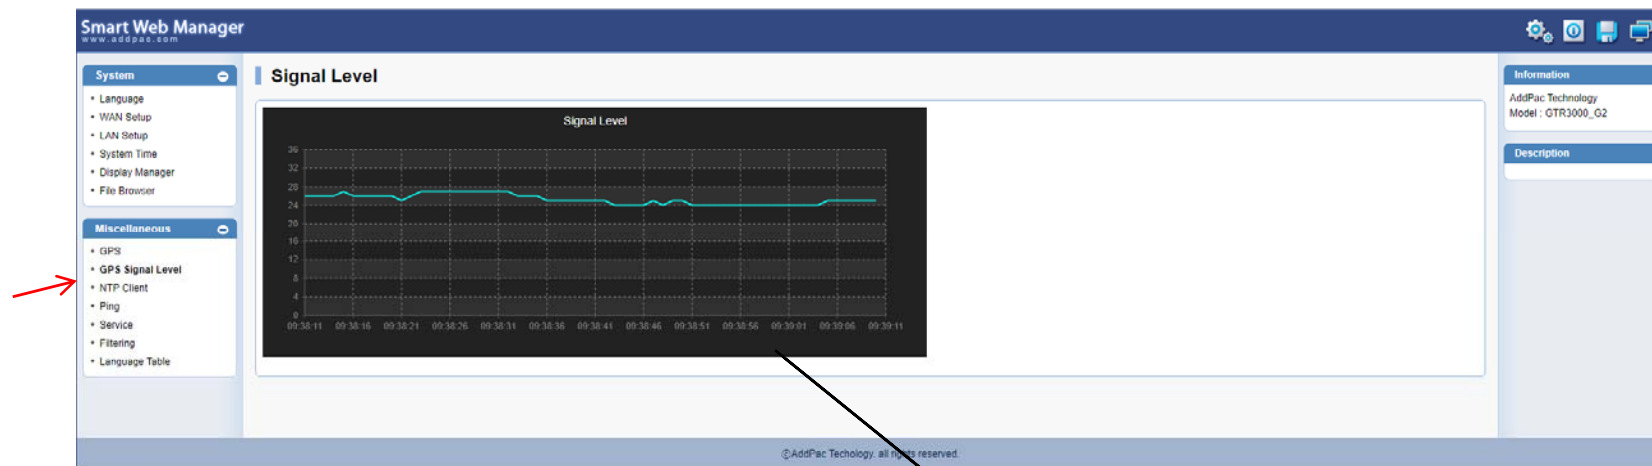 Smart Web Manager
www.addpac.com
System
Language
WAN Setup
LAN Setup
System Time
Display Manager
File Browser
Miscellaneous
GPS
GPS Signal Level
NTP Client
Ping
Service
Filtering
Language Table
Signal Level
Signal Level
36
32
28
24
20
16
12
8
4
0
09:38:11 09:38:16 09:38:21 09:38:26 09:38:31 09:38:36 09:38:41 09:38:46 09:38:51 09:38:56 09:39:01 09:39:06 09:39:11
Information
AddPac Technology
Model : GTR3000_G2
Description
ⓒAddPac Techology. all rights reserved.